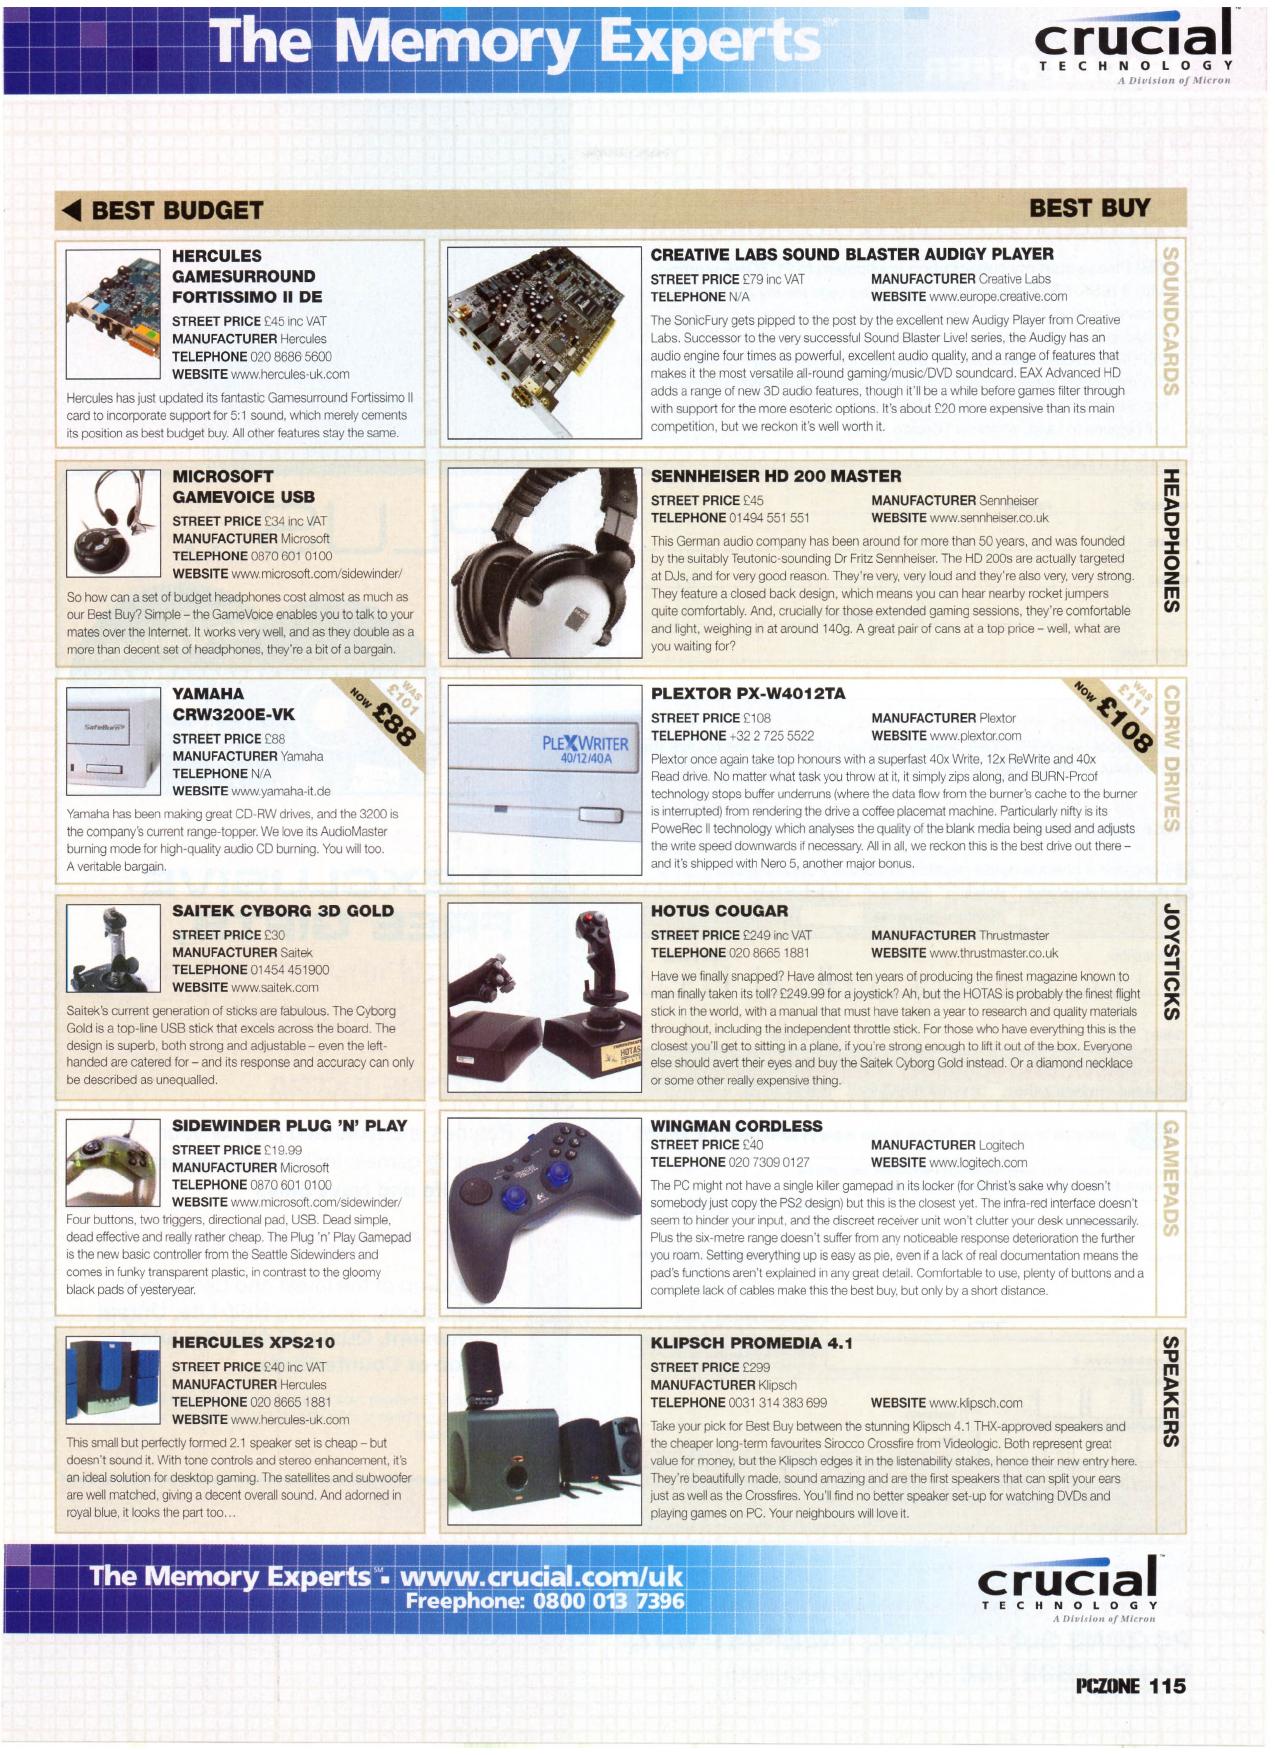 The Memory Experts℠
crucial™
TECHNOLOGY
A Division of Micron
BEST BUDGET
BEST BUY
HERCULES
GAMESURROUND
FORTISSIMO II DE
STREET PRICE £45 inc VAT
MANUFACTURER Hercules
TELEPHONE 020 8686 5600
WEBSITE www.hercules-uk.com
Hercules has just updated its fantastic Gamesurround Fortissimo II
card to incorporate support for 5:1 sound, which merely cements
its position as best budget buy. All other features stay the same.
CREATIVE LABS SOUND BLASTER AUDIGY PLAYER
STREET PRICE £79 inc VAT MANUFACTURER Creative Labs
TELEPHONE N/A WEBSITE www.europe.creative.com
The SonicFury gets pipped to the post by the excellent new Audigy Player from Creative
Labs. Successor to the very successful Sound Blaster Live! series, the Audigy has an
audio engine four times as powerful, excellent audio quality, and a range of features that
makes it the most versatile all-round gaming/music/DVD soundcard. EAX Advanced HD
adds a range of new 3D audio features, though it'll be a while before games filter through
with support for the more esoteric options. It's about £20 more expensive than its main
competition, but we reckon it's well worth it.
SOUNDCARDS
MICROSOFT
GAMEVOICE USB
STREET PRICE £34 inc VAT
MANUFACTURER Microsoft
TELEPHONE 0870 601 0100
WEBSITE www.microsoft.com/sidewinder/
So how can a set of budget headphones cost almost as much as
our Best Buy? Simple – the GameVoice enables you to talk to your
mates over the Internet. It works very well, and as they double as a
more than decent set of headphones, they're a bit of a bargain.
SENNHEISER HD 200 MASTER
STREET PRICE £45 MANUFACTURER Sennheiser
TELEPHONE 01494 551 551 WEBSITE www.sennheiser.co.uk
This German audio company has been around for more than 50 years, and was founded
by the suitably Teutonic-sounding Dr Fritz Sennheiser. The HD 200s are actually targeted
at DJs, and for very good reason. They're very, very loud and they're also very, very strong.
They feature a closed back design, which means you can hear nearby rocket jumpers
quite comfortably. And, crucially for those extended gaming sessions, they're comfortable
and light, weighing in at around 140g. A great pair of cans at a top price – well, what are
you waiting for?
HEADPHONES
SafeBurn
YAMAHA
CRW3200E-VK
WAS £101
NOW £88
STREET PRICE £88
MANUFACTURER Yamaha
TELEPHONE N/A
WEBSITE www.yamaha-it.de
Yamaha has been making great CD-RW drives, and the 3200 is
the company's current range-topper. We love its AudioMaster
burning mode for high-quality audio CD burning. You will too.
A veritable bargain.
PLEXWRITER
40/12/40A
PLEXTOR PX-W4012TA
WAS £111
NOW £108
STREET PRICE £108 MANUFACTURER Plextor
TELEPHONE +32 2 725 5522 WEBSITE www.plextor.com
Plextor once again take top honours with a superfast 40x Write, 12x ReWrite and 40x
Read drive. No matter what task you throw at it, it simply zips along, and BURN-Proof
technology stops buffer underruns (where the data flow from the burner's cache to the burner
is interrupted) from rendering the drive a coffee placemat machine. Particularly nifty is its
PoweRec II technology which analyses the quality of the blank media being used and adjusts
the write speed downwards if necessary. All in all, we reckon this is the best drive out there –
and it's shipped with Nero 5, another major bonus.
CDRW DRIVES
SAITEK CYBORG 3D GOLD
STREET PRICE £30
MANUFACTURER Saitek
TELEPHONE 01454 451900
WEBSITE www.saitek.com
Saitek's current generation of sticks are fabulous. The Cyborg
Gold is a top-line USB stick that excels across the board. The
design is superb, both strong and adjustable – even the left-
handed are catered for – and its response and accuracy can only
be described as unequalled.
HOTAS
HOTUS COUGAR
STREET PRICE £249 inc VAT MANUFACTURER Thrustmaster
TELEPHONE 020 8665 1881 WEBSITE www.thrustmaster.co.uk
Have we finally snapped? Have almost ten years of producing the finest magazine known to
man finally taken its toll? £249.99 for a joystick? Ah, but the HOTAS is probably the finest flight
stick in the world, with a manual that must have taken a year to research and quality materials
throughout, including the independent throttle stick. For those who have everything this is the
closest you'll get to sitting in a plane, if you're strong enough to lift it out of the box. Everyone
else should avert their eyes and buy the Saitek Cyborg Gold instead. Or a diamond necklace
or some other really expensive thing.
JOYSTICKS
SIDEWINDER PLUG 'N' PLAY
STREET PRICE £19.99
MANUFACTURER Microsoft
TELEPHONE 0870 601 0100
WEBSITE www.microsoft.com/sidewinder/
Four buttons, two triggers, directional pad, USB. Dead simple,
dead effective and really rather cheap. The Plug 'n' Play Gamepad
is the new basic controller from the Seattle Sidewinders and
comes in funky transparent plastic, in contrast to the gloomy
black pads of yesteryear.
WINGMAN CORDLESS
STREET PRICE £40 MANUFACTURER Logitech
TELEPHONE 020 7309 0127 WEBSITE www.logitech.com
The PC might not have a single killer gamepad in its locker (for Christ's sake why doesn't
somebody just copy the PS2 design) but this is the closest yet. The infra-red interface doesn't
seem to hinder your input, and the discreet receiver unit won't clutter your desk unnecessarily.
Plus the six-metre range doesn't suffer from any noticeable response deterioration the further
you roam. Setting everything up is easy as pie, even if a lack of real documentation means the
pad's functions aren't explained in any great detail. Comfortable to use, plenty of buttons and a
complete lack of cables make this the best buy, but only by a short distance.
GAMEPADS
HERCULES XPS210
STREET PRICE £40 inc VAT
MANUFACTURER Hercules
TELEPHONE 020 8665 1881
WEBSITE www.hercules-uk.com
This small but perfectly formed 2.1 speaker set is cheap – but
doesn't sound it. With tone controls and stereo enhancement, it's
an ideal solution for desktop gaming. The satellites and subwoofer
are well matched, giving a decent overall sound. And adorned in
royal blue, it looks the part too...
KLIPSCH PROMEDIA 4.1
STREET PRICE £299
MANUFACTURER Klipsch
TELEPHONE 0031 314 383 699 WEBSITE www.klipsch.com
Take your pick for Best Buy between the stunning Klipsch 4.1 THX-approved speakers and
the cheaper long-term favourites Sirocco Crossfire from Videologic. Both represent great
value for money, but the Klipsch edges it in the listenability stakes, hence their new entry here.
They're beautifully made, sound amazing and are the first speakers that can split your ears
just as well as the Crossfires. You'll find no better speaker set-up for watching DVDs and
playing games on PC. Your neighbours will love it.
SPEAKERS
The Memory Experts℠ ▪ www.crucial.com/uk
Freephone: 0800 013 7396
crucial™
TECHNOLOGY
A Division of Micron
PCZONE 115